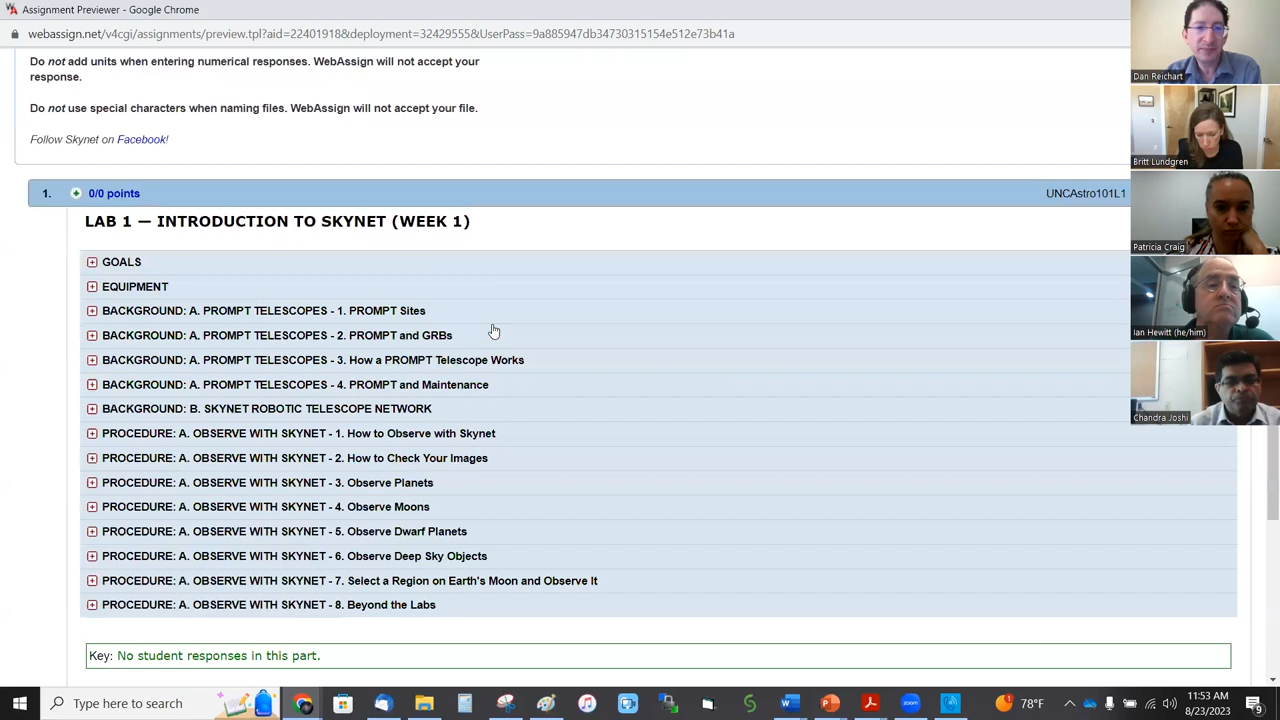 Assignment Previewer - Google Chrome
webassign.net/v4cgi/assignments/preview.tpl?aid=22401918&deployment=324295558&UserPass=9a885947db34730315154e512e73b41a
Do not add units when entering numerical responses. WebAssign will not accept your
response.
Do not use special characters when naming files. WebAssign will not accept your file.
Follow Skynet on Facebook!
1. 0/0 points UNCAstro101L1
LAB 1 — INTRODUCTION TO SKYNET (WEEK 1)
GOALS
EQUIPMENT
BACKGROUND: A. PROMPT TELESCOPES - 1. PROMPT Sites
BACKGROUND: A. PROMPT TELESCOPES - 2. PROMPT and GRBs
BACKGROUND: A. PROMPT TELESCOPES - 3. How a PROMPT Telescope Works
BACKGROUND: A. PROMPT TELESCOPES - 4. PROMPT and Maintenance
BACKGROUND: B. SKYNET ROBOTIC TELESCOPE NETWORK
PROCEDURE: A. OBSERVE WITH SKYNET - 1. How to Observe with Skynet
PROCEDURE: A. OBSERVE WITH SKYNET - 2. How to Check Your Images
PROCEDURE: A. OBSERVE WITH SKYNET - 3. Observe Planets
PROCEDURE: A. OBSERVE WITH SKYNET - 4. Observe Moons
PROCEDURE: A. OBSERVE WITH SKYNET - 5. Observe Dwarf Planets
PROCEDURE: A. OBSERVE WITH SKYNET - 6. Observe Deep Sky Objects
PROCEDURE: A. OBSERVE WITH SKYNET - 7. Select a Region on Earth's Moon and Observe It
PROCEDURE: A. OBSERVE WITH SKYNET - 8. Beyond the Labs
Key: No student responses in this part.
Dan Reichart
Britt Lundgren
Patricia Craig
Ian Hewitt (he/him)
Chandra Joshi
Type here to search
78°F
11:53 AM
8/23/2023
9